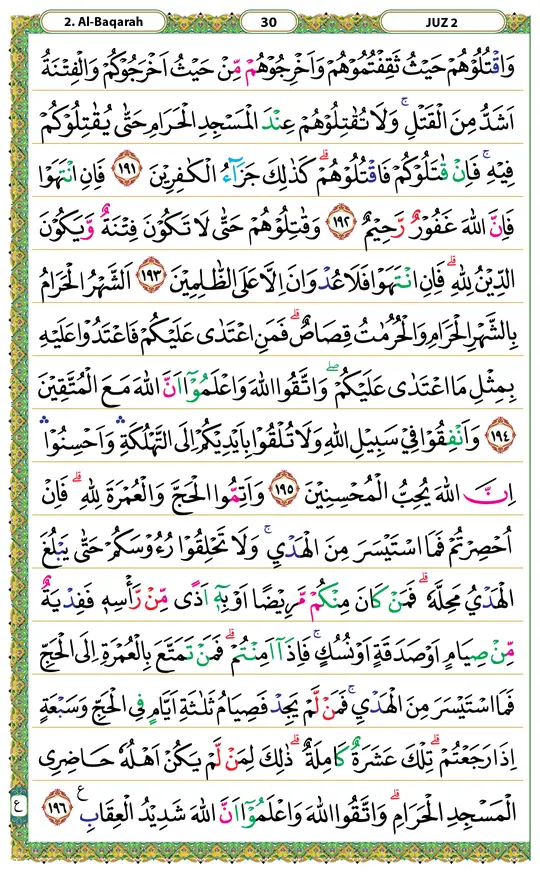 2. Al-Baqarah 30 JUZ 2
وَاقْتُلُوْهُمْ حَيْثُ ثَقِفْتُمُوْهُمْ وَاَخْرِجُوْهُمْ مِّنْ حَيْثُ اَخْرَجُوْكُمْ وَالْفِتْنَةُ
اَشَدُّ مِنَ الْقَتْلِ ۚ وَلَا تُقٰتِلُوْهُمْ عِنْدَ الْمَسْجِدِ الْحَرَامِ حَتّٰى يُقٰتِلُوْكُمْ
فِيْهِ ۚ فَاِنْ قٰتَلُوْكُمْ فَاقْتُلُوْهُمْ ۗ كَذٰلِكَ جَزَاۤءُ الْكٰفِرِيْنَ ١٩١ فَاِنِ انْتَهَوْا
فَاِنَّ اللّٰهَ غَفُوْرٌ رَّحِيْمٌ ١٩٢ وَقٰتِلُوْهُمْ حَتّٰى لَا تَكُوْنَ فِتْنَةٌ وَّيَكُوْنَ
الدِّيْنُ لِلّٰهِ ۗ فَاِنِ انْتَهَوْا فَلَا عُدْوَانَ اِلَّا عَلَى الظّٰلِمِيْنَ ١٩٣ اَلشَّهْرُ الْحَرَامُ
بِالشَّهْرِ الْحَرَامِ وَالْحُرُمٰتُ قِصَاصٌ ۗ فَمَنِ اعْتَدٰى عَلَيْكُمْ فَاعْتَدُوْا عَلَيْهِ
بِمِثْلِ مَا اعْتَدٰى عَلَيْكُمْ ۖ وَاتَّقُوا اللّٰهَ وَاعْلَمُوْٓا اَنَّ اللّٰهَ مَعَ الْمُتَّقِيْنَ
١٩٤ وَاَنْفِقُوْا فِيْ سَبِيْلِ اللّٰهِ وَلَا تُلْقُوْا بِاَيْدِيْكُمْ اِلَى التَّهْلُكَةِ ۛ وَاَحْسِنُوْا ۛ
اِنَّ اللّٰهَ يُحِبُّ الْمُحْسِنِيْنَ ١٩٥ وَاَتِمُّوا الْحَجَّ وَالْعُمْرَةَ لِلّٰهِ ۗ فَاِنْ
اُحْصِرْتُمْ فَمَا اسْتَيْسَرَ مِنَ الْهَدْيِ ۚ وَلَا تَحْلِقُوْا رُءُوْسَكُمْ حَتّٰى يَبْلُغَ
الْهَدْيُ مَحِلَّهٗ ۗ فَمَنْ كَانَ مِنْكُمْ مَّرِيْضًا اَوْ بِهٖٓ اَذًى مِّنْ رَّأْسِهٖ فَفِدْيَةٌ
مِّنْ صِيَامٍ اَوْ صَدَقَةٍ اَوْ نُسُكٍ ۚ فَاِذَآ اَمِنْتُمْ ۗ فَمَنْ تَمَتَّعَ بِالْعُمْرَةِ اِلَى الْحَجِّ
فَمَا اسْتَيْسَرَ مِنَ الْهَدْيِ ۚ فَمَنْ لَّمْ يَجِدْ فَصِيَامُ ثَلٰثَةِ اَيَّامٍ فِى الْحَجِّ وَسَبْعَةٍ
اِذَا رَجَعْتُمْ ۗ تِلْكَ عَشَرَةٌ كَامِلَةٌ ۗ ذٰلِكَ لِمَنْ لَّمْ يَكُنْ اَهْلُهٗ حَاضِرِى
الْمَسْجِدِ الْحَرَامِ ۗ وَاتَّقُوا اللّٰهَ وَاعْلَمُوْٓا اَنَّ اللّٰهَ شَدِيْدُ الْعِقَابِ ع ١٩٦
ع